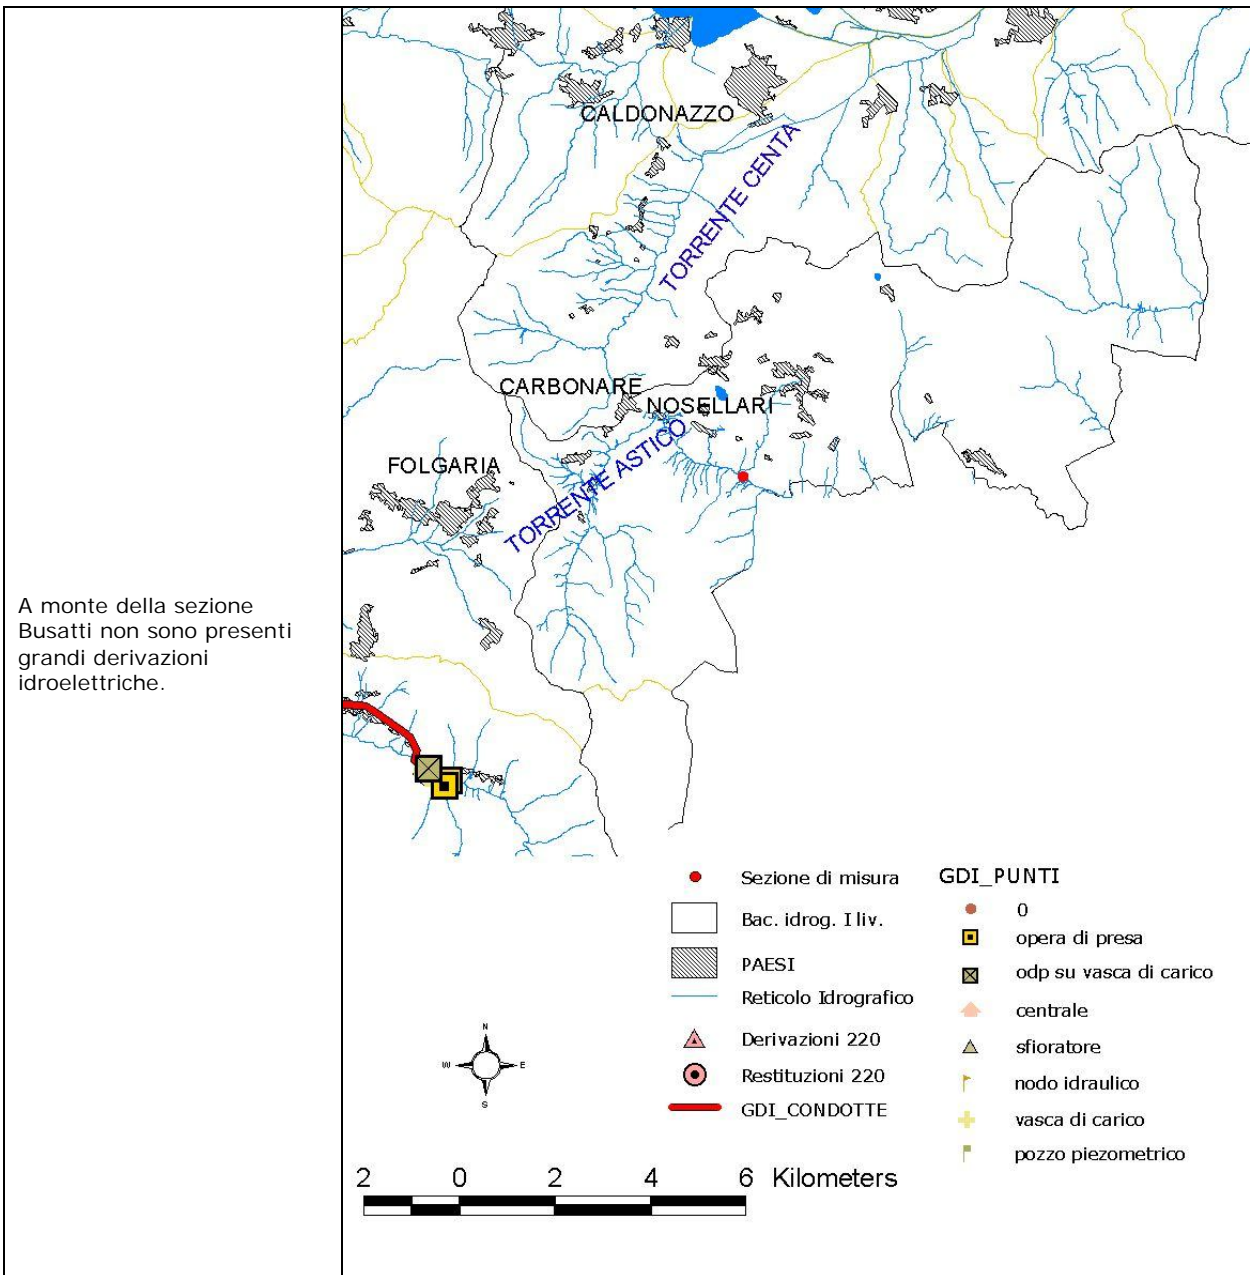 A monte della sezione
Busatti non sono presenti
grandi derivazioni
idroelettriche.
CALDONAZZO
TORRENTE CENTA
CARBONARE
NOSELLARI
FOLGARIA
TORRENTE ASTICO
Sezione di misura
Bac. idrog. I liv.
PAESI
Reticolo Idrografico
Derivazioni 220
Restituzioni 220
GDI_CONDOTTE
GDI_PUNTI
0
opera di presa
odp su vasca di carico
centrale
sfioratore
nodo idraulico
vasca di carico
pozzo piezometrico
N
W E
S
2 0 2 4 6 Kilometers